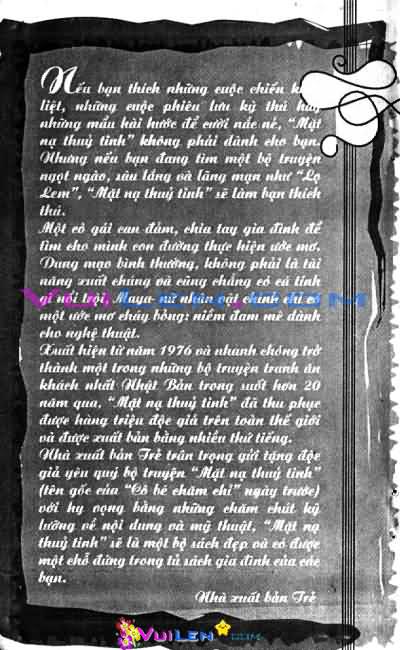 Nếu bạn thích những cuộc chiến
liệt, những cuộc phiêu lưu kỳ thú hay
những mẩu hài hước để cười nắc nẻ, "Mặt
nạ thuỷ tinh" không phải dành cho bạn.
Nhưng nếu bạn đang tìm một bộ truyện
ngọt ngào, sâu lắng và lãng mạn như "Lọ
Lem", "Mặt nạ thuỷ tinh" sẽ làm bạn thích
thú.
Một cô gái can đảm, chia tay gia đình để
tìm cho mình con đường thực hiện ước mơ.
Dung mạo bình thường, không phải là tài
năng xuất chúng và cũng chẳng có cá tính
gì nổi bật, Maya-nữ nhân vật chính chỉ có
một ước mơ cháy bỏng: niềm đam mê dành
cho nghệ thuật.
Xuất hiện từ năm 1976 và nhanh chóng trở
thành một trong những bộ truyện tranh ăn
khách nhất Nhật Bản trong suốt hơn 20
năm qua, "Mặt nạ thuỷ tinh" đã thu phục
được hàng triệu độc giả trên toàn thế giới
và được xuất bản bằng nhiều thứ tiếng.
Nhà xuất bản Trẻ trân trọng gửi tặng độc
giả yêu quý bộ truyện "Mặt nạ thuỷ tinh"
(tên gốc của "Cô bé chăm chỉ" ngày trước)
với hy vọng bằng những chăm chút kỹ
lưỡng về nội dung và mỹ thuật, "Mặt nạ
thuỷ tinh" sẽ là một bộ sách đẹp và có được
một chỗ đứng trong tủ sách gia đình của các
bạn.
Nhà xuất bản Trẻ
VuiLen.com